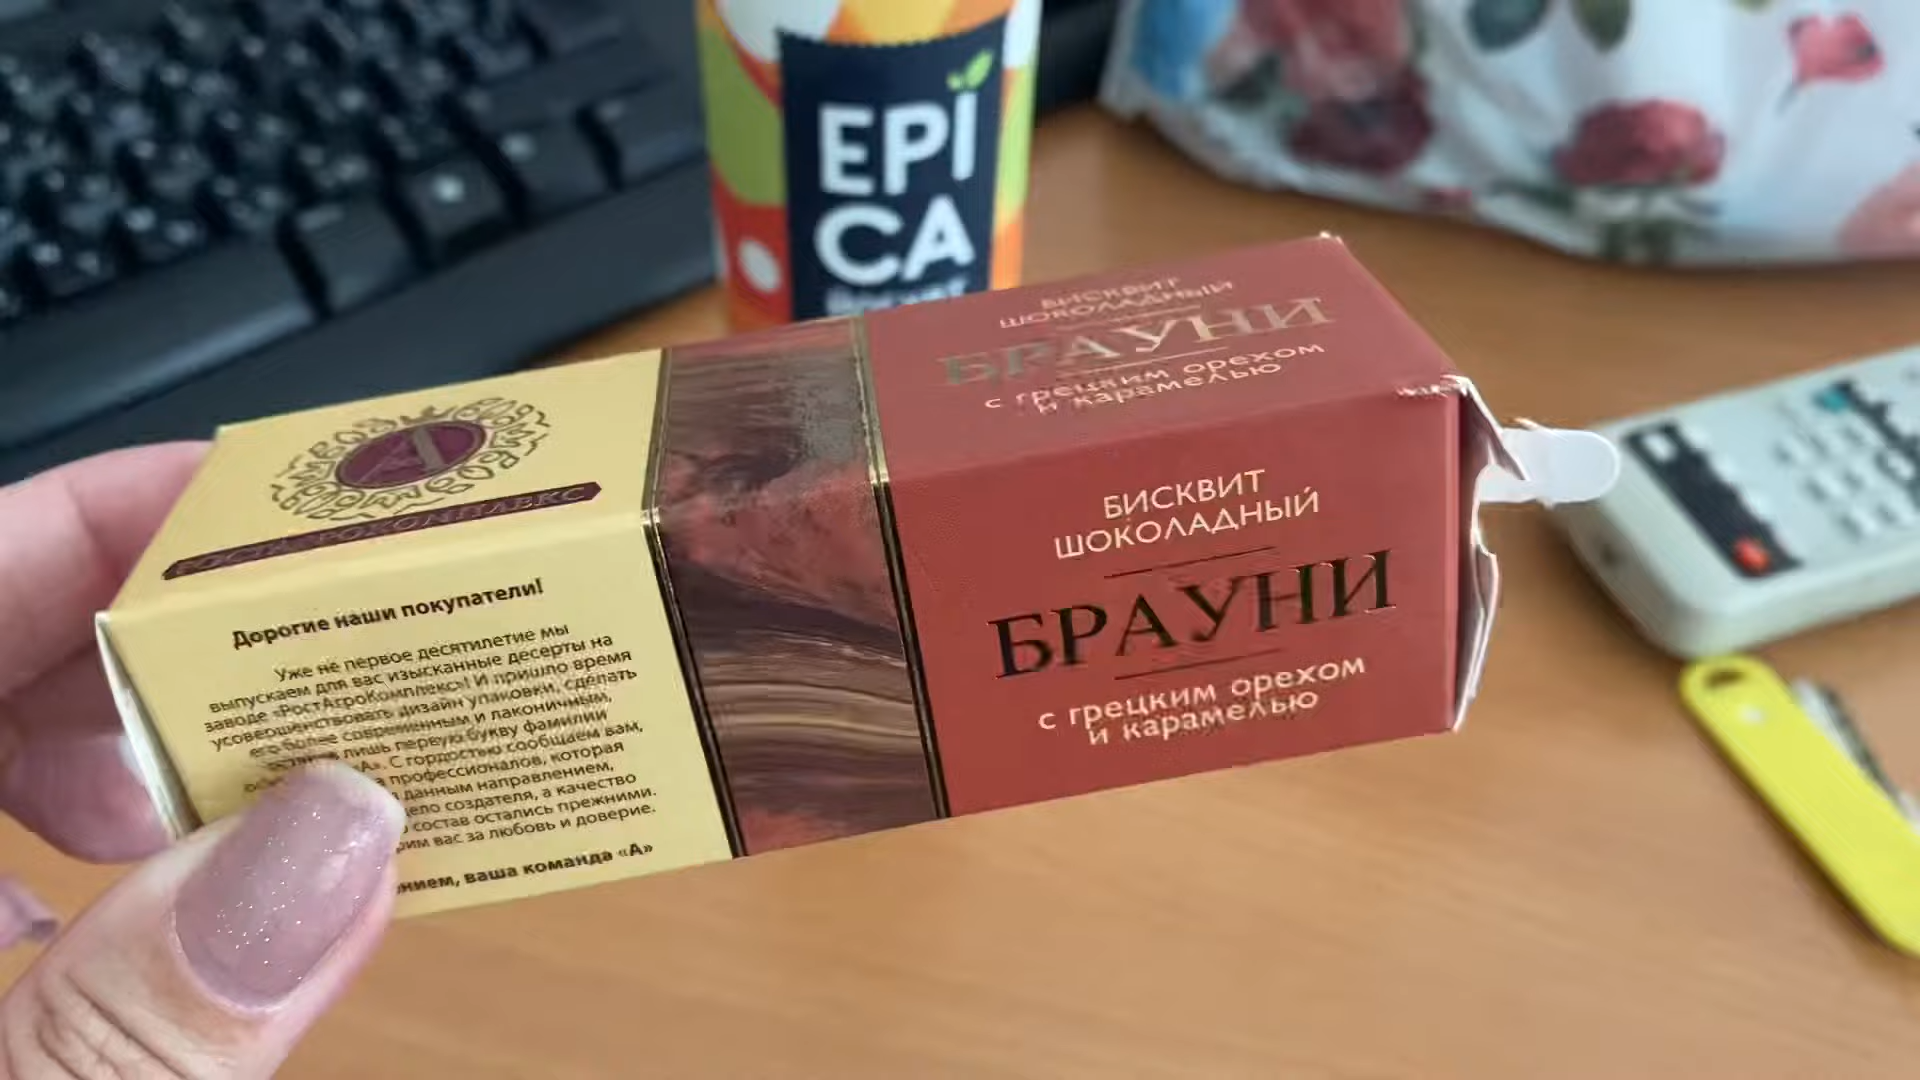 EPICA
БИСКВИТ
ШОКОЛАДНЫЙ
БРАУНИ
с грецким орехом
и карамелью
РОСТАГРОКОМПЛЕКС
Дорогие наши покупатели!
Уже не первое десятилетие мы
выпускаем для вас изысканные десерты на
заводе «РостАгроКомплекс»! И пришло время
усовершенствовать дизайн упаковки, сделать
его более современным и лаконичным,
лишь первую букву фамилии
«А». С гордостью сообщаем вам,
профессионалов, которая
данным направлением,
создателя, а качество
состав остались прежними.
вас за любовь и доверие.
ваша команда «А»
БИСКВИТ
ШОКОЛАДНЫЙ
БРАУНИ
с грецким орехом
и карамелью